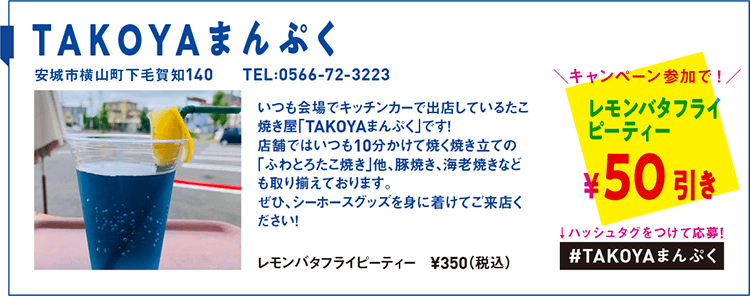 TAKOYAまんぷく
安城市横山町下毛賀知140　TEL:0566-72-3223
いつも会場でキッチンカーで出店しているたこ
焼き屋「TAKOYAまんぷく」です!
店舗ではいつも10分かけて焼く焼き立ての
「ふわとろたこ焼き」他、豚焼き、海老焼きなど
も取り揃えております。
ぜひ、シーホースグッズを身に着けてご来店く
ださい!
レモンバタフライピーティー　¥350(税込)
＼キャンペーン参加で!／
レモンバタフライ
ピーティー
¥50引き
↓ハッシュタグをつけて応募!
#TAKOYAまんぷく